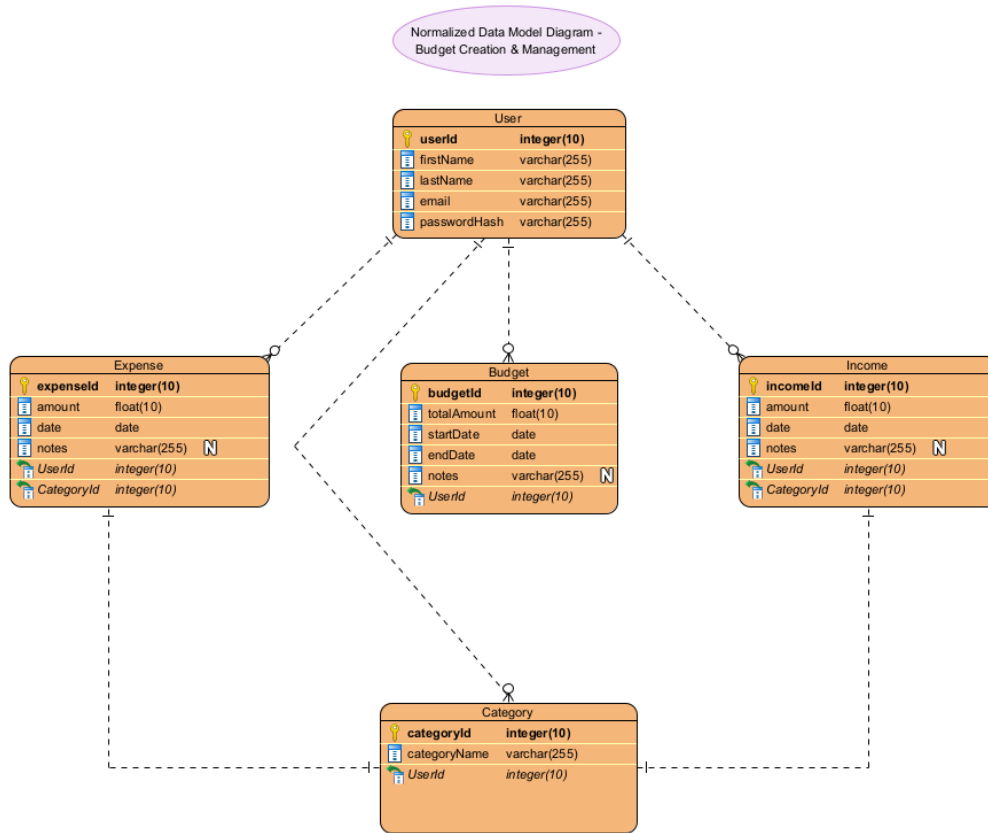 Normalized Data Model Diagram -
Budget Creation & Management
User
userId integer(10)
firstName varchar(255)
lastName varchar(255)
email varchar(255)
passwordHash varchar(255)
Expense
expenseId integer(10)
amount float(10)
date date
notes varchar(255) N
UserId integer(10)
CategoryId integer(10)
Budget
budgetId integer(10)
totalAmount float(10)
startDate date
endDate date
notes varchar(255) N
UserId integer(10)
Income
incomeId integer(10)
amount float(10)
date date
notes varchar(255) N
UserId integer(10)
CategoryId integer(10)
Category
categoryId integer(10)
categoryName varchar(255)
UserId integer(10)